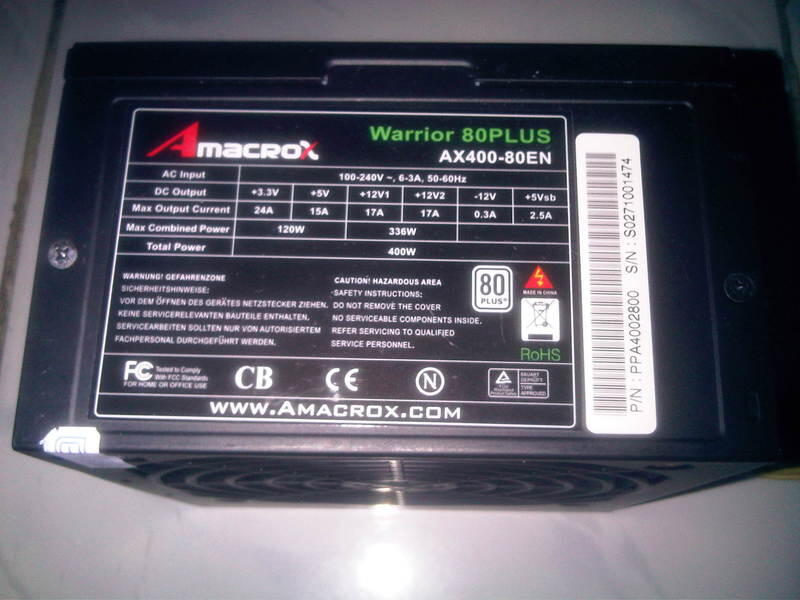 Amacrox
Warrior 80PLUS
AX400-80EN
AC Input 100-240V ~, 6-3A, 50-60Hz
DC Output +3.3V +5V +12V1 +12V2 -12V +5Vsb
Max Output Current 24A 15A 17A 17A 0.3A 2.5A
Max Combined Power 120W 336W
Total Power 400W
WARNUNG! GEFAHRENZONE
SICHERHEITSHINWEISE:
VOR DEM ÖFFNEN DES GERÄTES NETZSTECKER ZIEHEN.
KEINE SERVICERELEVANTEN BAUTEILE ENTHALTEN.
SERVICEARBEITEN SOLLTEN NUR VON AUTORISIERTEM
FACHPERSONAL DURCHGEFÜHRT WERDEN.
CAUTION! HAZARDOUS AREA
-SAFETY INSTRUCTIONS:
DO NOT REMOVE THE COVER
NO SERVICEABLE COMPONENTS INSIDE.
REFER SERVICING TO QUALIFIED
SERVICE PERSONNEL.
80
PLUS®
MADE IN CHINA
RoHS
FC Tested to Comply
With FCC Standards
FOR HOME OR OFFICE USE
CB
CE
N
BAUART
GEPRÜFT
TYPE
APPROVED
WWW.AMACROX.COM
P/N : PPA4002800 S/N : S0271001474